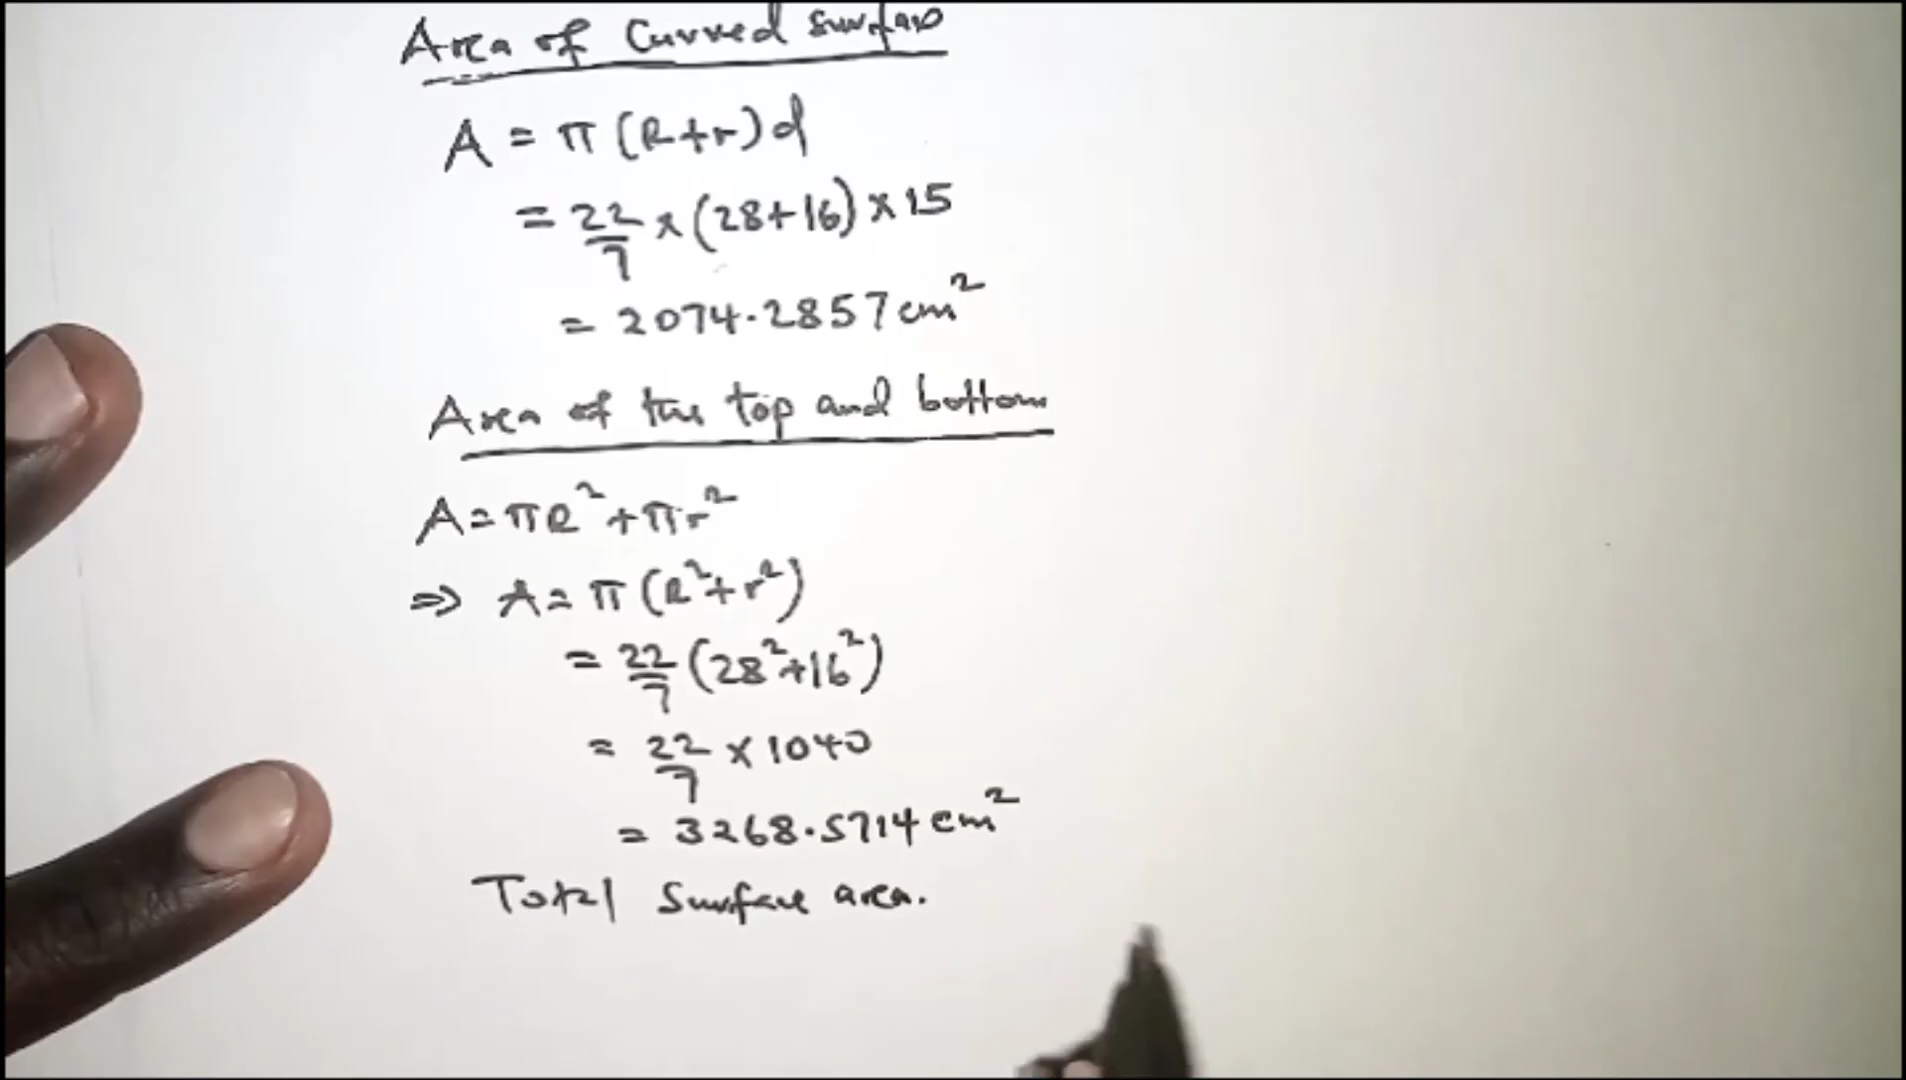 Area of Curved surface
A = π (R+r)d
= 22/7 × (28+16) × 15
= 2074.2857 cm²
Area of the top and bottom
A = πR² + πr²
⇒ A = π (R²+r²)
= 22/7 (28²+16²)
= 22/7 × 1040
= 3268.5714 cm²
Total Surface area.